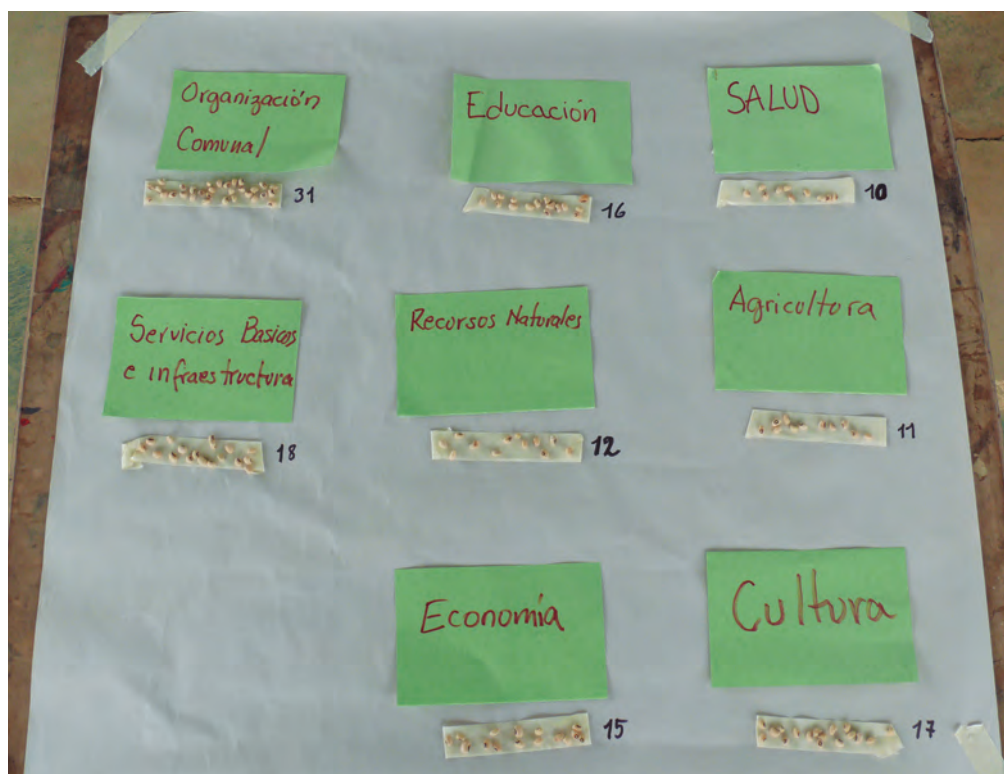 Organización
Comunal
31
Educación
16
SALUD
10
Servicios Basicos
e infraestructura
18
Recursos Naturales
12
Agricultura
11
Economía
15
Cultura
17